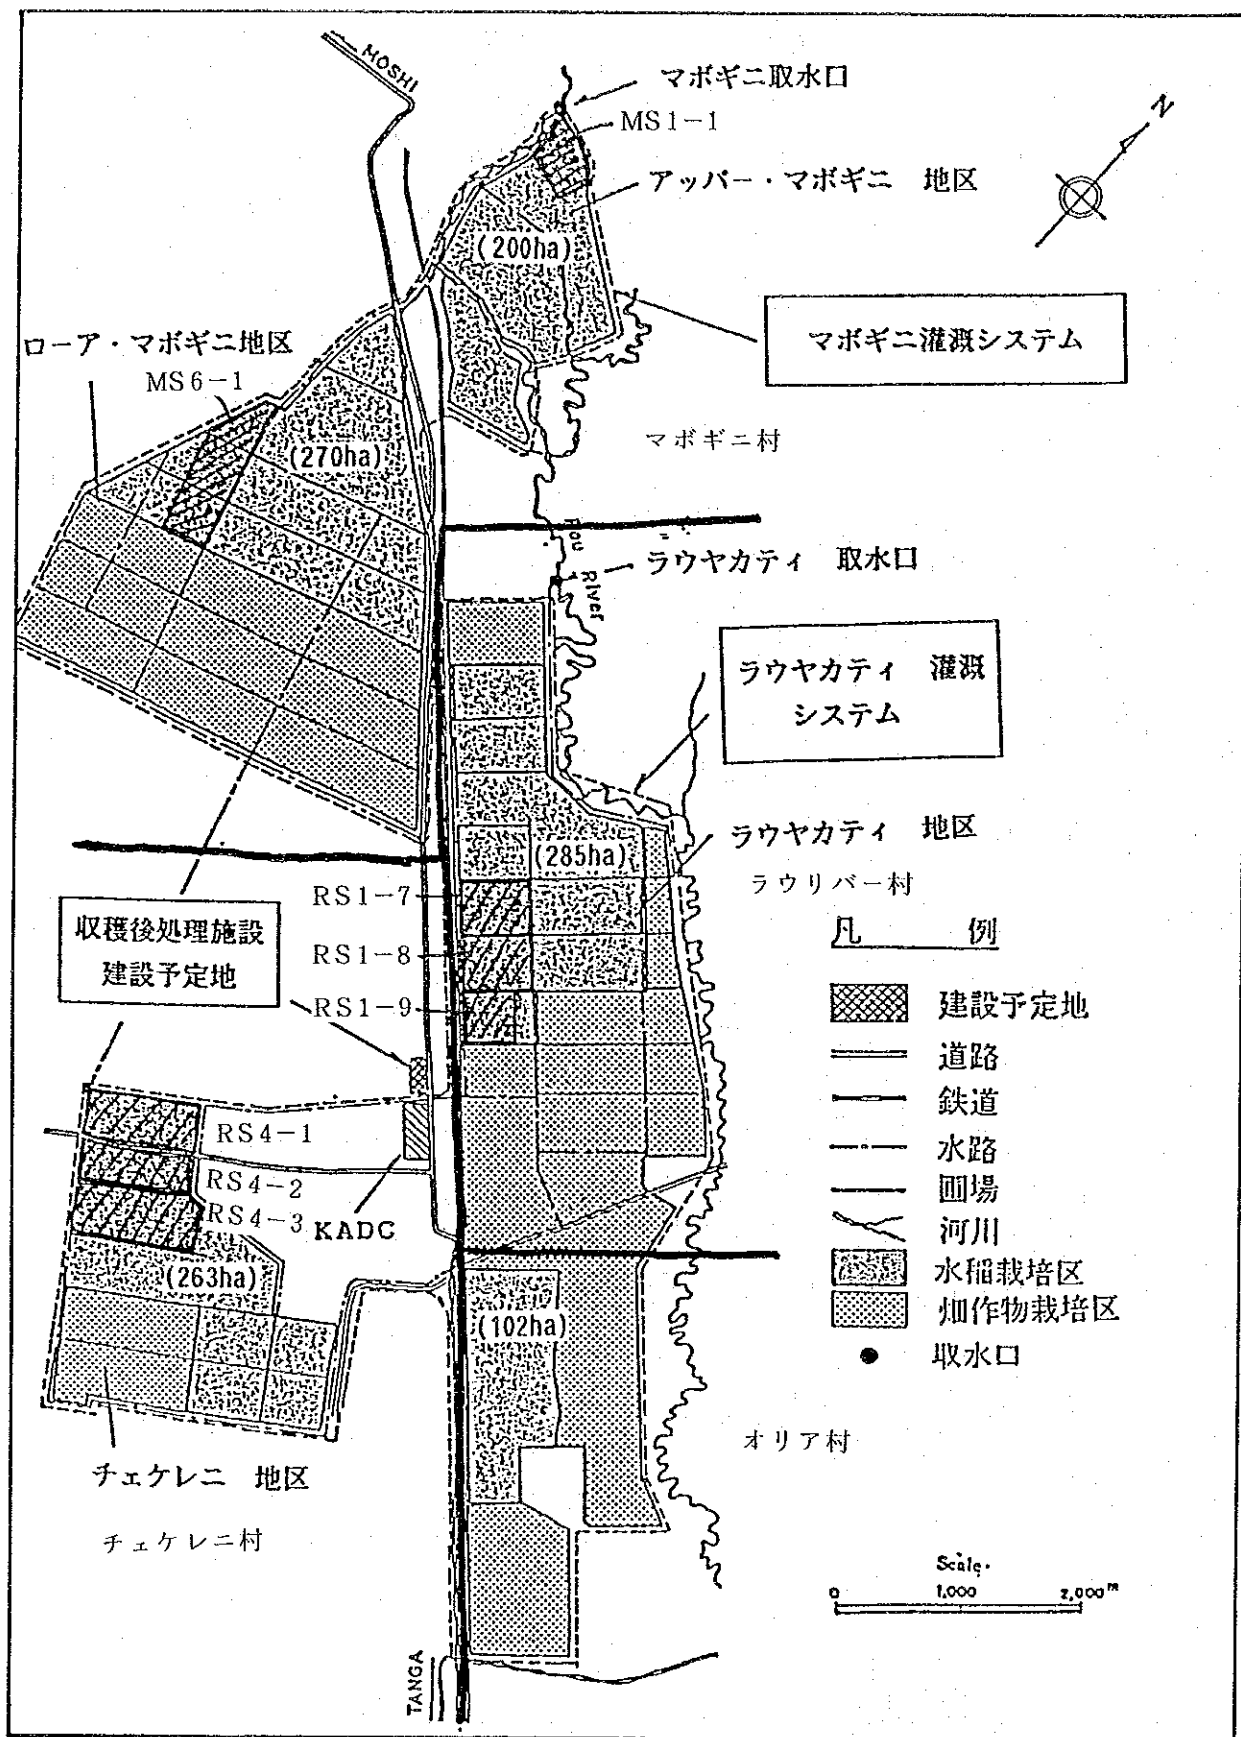 MOSHI
マボギニ取水口
MS1-1
N
アッパー・マボギニ 地区
(200ha)
マボギニ灌漑システム
ローア・マボギニ地区
MS6-1
(270ha)
マボギニ村
Rau
River
ラウヤカティ 取水口
ラウヤカティ 灌漑
システム
ラウヤカティ 地区
(285ha)
ラウリバー村
RS1-7
RS1-8
RS1-9
収穫後処理施設
建設予定地
凡 例
建設予定地
道路
鉄道
水路
圃場
河川
水稲栽培区
畑作物栽培区
取水口
RS4-1
RS4-2
RS4-3
KADC
(263ha)
(102ha)
チェケレニ 地区
チェケレニ村
オリア村
Scale.
0 1,000 2,000m
TANGA